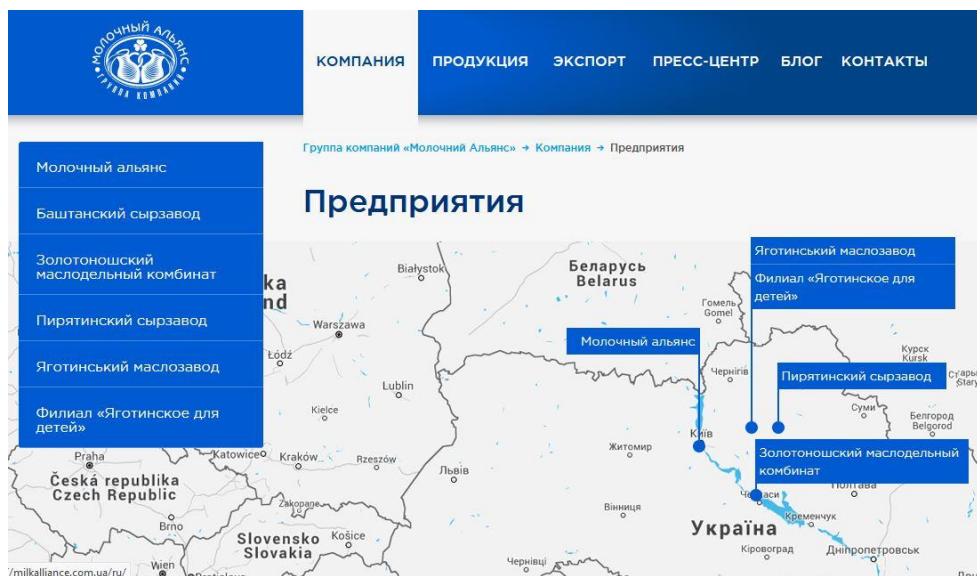 МОЛОЧНЫЙ АЛЬЯНС
ГРУППА КОМПАНИЙ
КОМПАНИЯ ПРОДУКЦИЯ ЭКСПОРТ ПРЕСС-ЦЕНТР БЛОГ КОНТАКТЫ
Группа компаний «Молочний Альянс» → Компания → Предприятия
Предприятия
Молочный альянс
Баштанский сырзавод
Золотоношский
маслодельный комбинат
Пирятинский сырзавод
Яготинський маслозавод
Филиал «Яготинское для
детей»
Яготинський маслозавод
Филиал «Яготинское для
детей»
Białystok
Беларусь
Belarus
ka
nd
Гомель
Gomel
Warszawa
Молочный альянс
Курск
Kursk
Łódź
Чернігів
Пирятинский сырзавод
Stary
Lublin
Kielce
Суми
Белгород
Belgorod
Київ
Житомир
Praha
Katowice
Kraków
Rzeszów
Львів
Золотоношский маслодельный
комбинат
Česká republika
Czech Republic
Полтава
Zakopane
Вінниця
Кременчук
Brno
Україна
Slovensko
Slovakia
Košice
Кіровоград
Дніпропетровськ
Чернівці
Wien
/milkalliance.com.ua/ru/